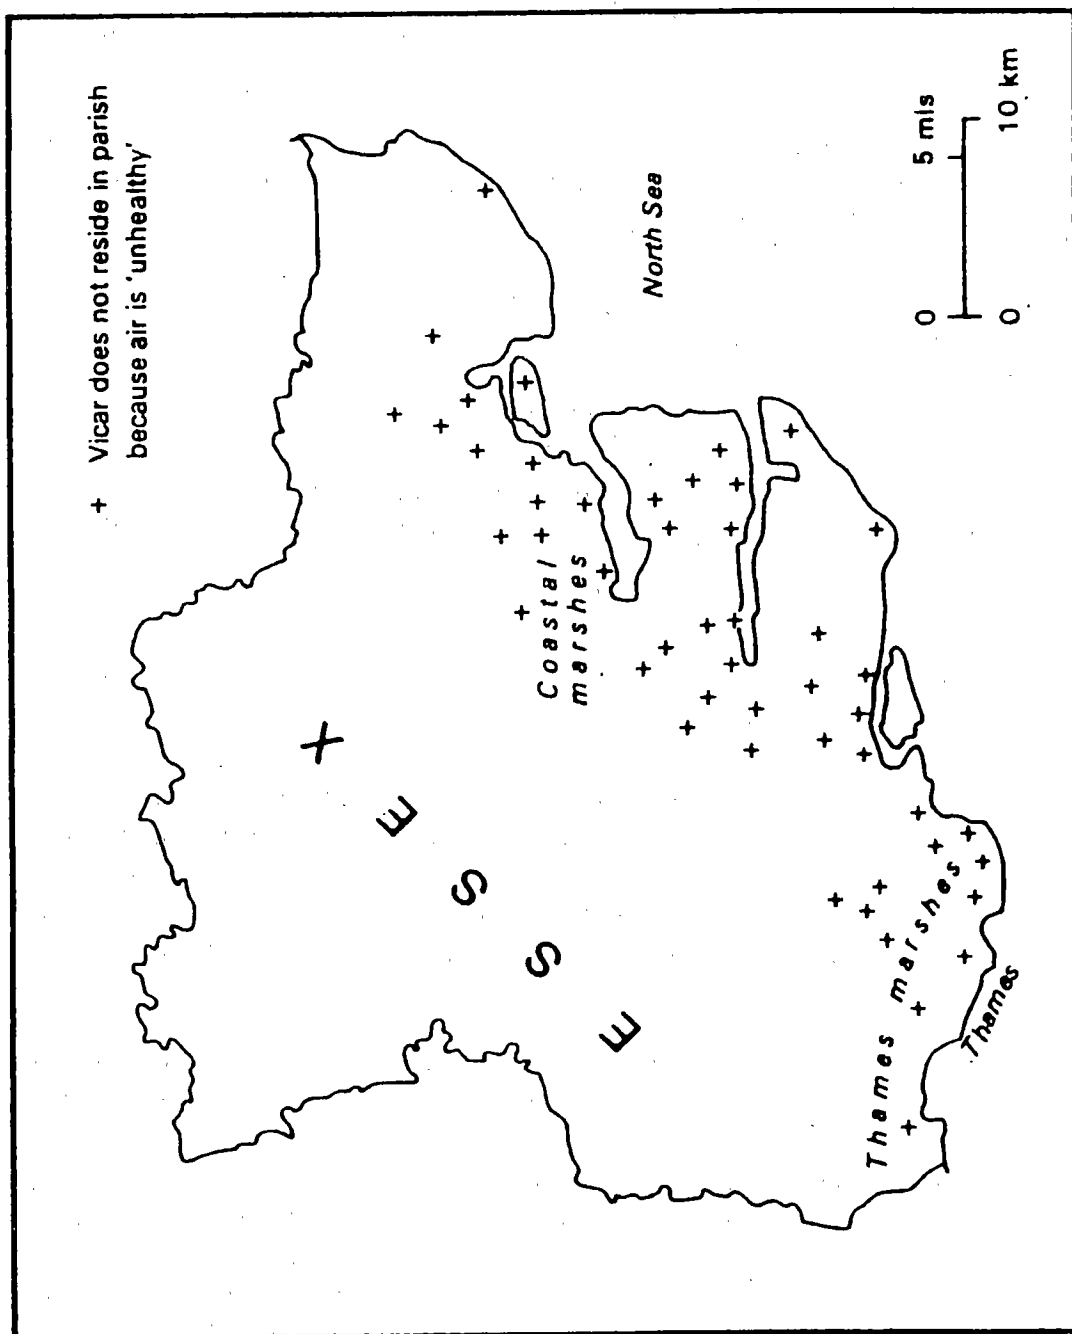 + Vicar does not reside in parish
because air is 'unhealthy'
ESSEX
Coastal
marshes
North Sea
Thames marshes
Thames
0 5 mls
0 10 km